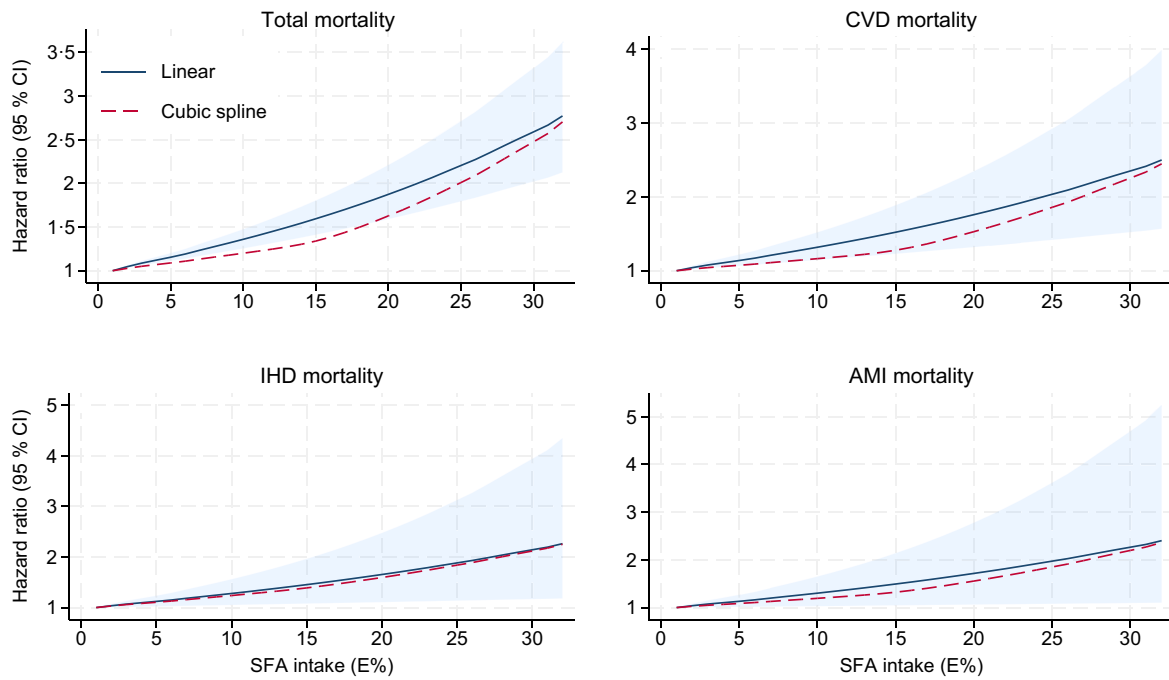 Total mortality
Hazard ratio (95 % CI)
3·5
3
2·5
2
1·5
1
Linear
Cubic spline
0 5 10 15 20 25 30
CVD mortality
4
3
2
1
0 5 10 15 20 25 30
IHD mortality
Hazard ratio (95 % CI)
5
4
3
2
1
0 5 10 15 20 25 30
SFA intake (E%)
AMI mortality
5
4
3
2
1
0 5 10 15 20 25 30
SFA intake (E%)